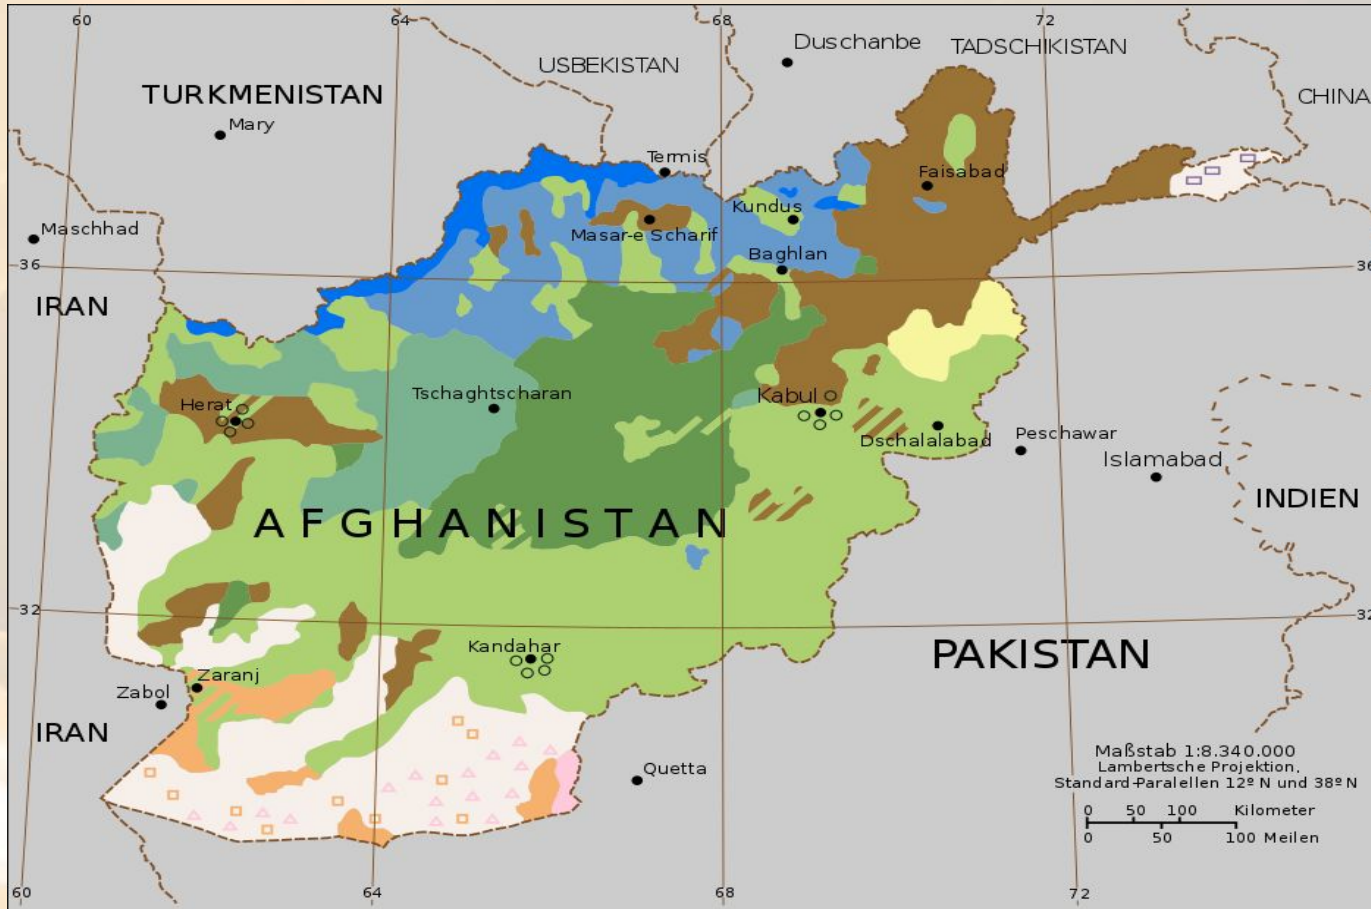 60
64
68
72
Duschanbe
TADSCHIKISTAN
USBEKISTAN
TURKMENISTAN
CHINA
Mary
Termis
Faisabad
Kundus
Maschhad
Masar-e Scharif
Baghlan
36
36
IRAN
Herat
Tschaghtscharan
Kabul
Dschalalabad
Peschawar
Islamabad
INDIEN
AFGHANISTAN
32
32
Kandahar
PAKISTAN
Zaranj
Zabol
IRAN
Quetta
Maßstab 1:8.340.000
Lambertsche Projektion,
Standard-Paralellen 12º N und 38º N
0 50 100 Kilometer
0 50 100 Meilen
60
64
68
72